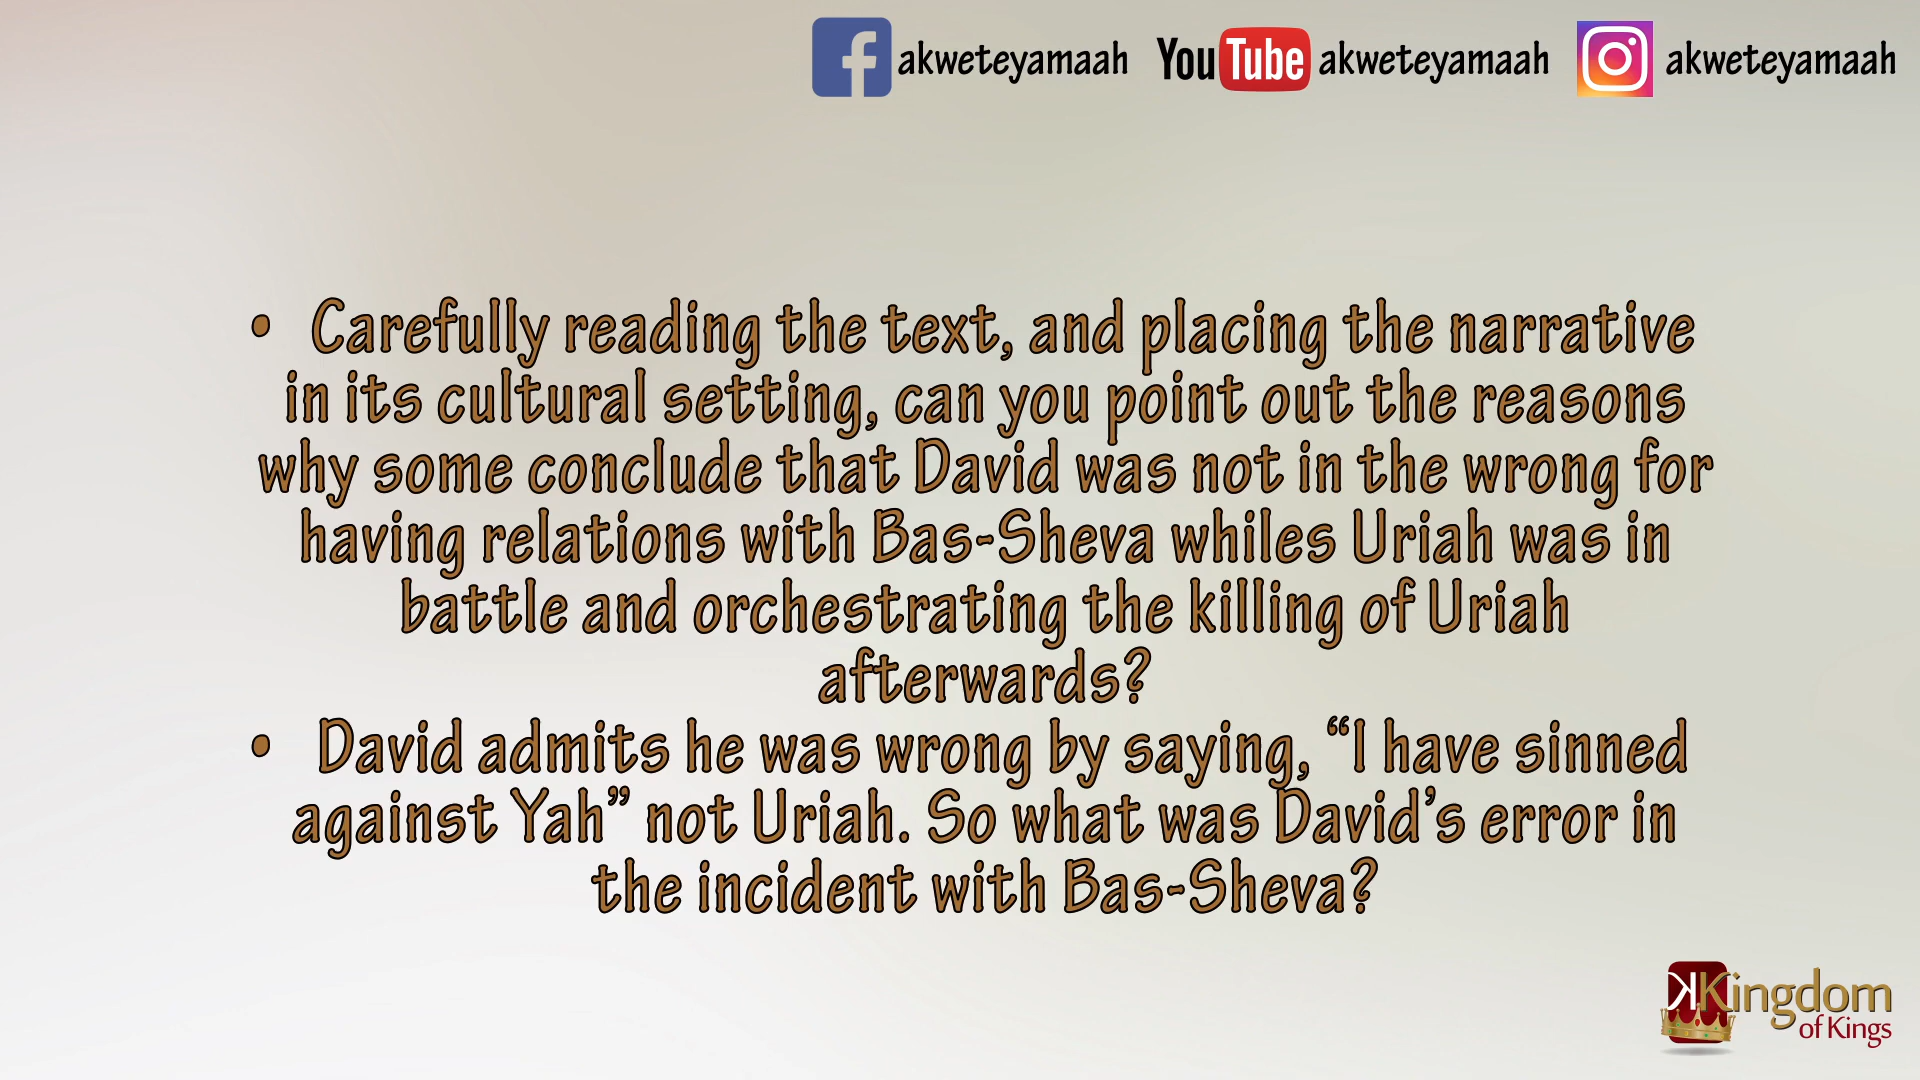 akweteyamaah YouTube akweteyamaah akweteyamaah
• Carefully reading the text, and placing the narrative
in its cultural setting, can you point out the reasons
why some conclude that David was not in the wrong for
having relations with Bas-Sheva whiles Uriah was in
battle and orchestrating the killing of Uriah
afterwards?
• David admits he was wrong by saying, “I have sinned
against Yah” not Uriah. So what was David’s error in
the incident with Bas-Sheva?
Kingdom
of Kings